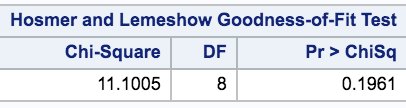 Hosmer and Lemeshow Goodness-of-Fit Test
Chi-Square DF Pr > ChiSq
11.1005 8 0.1961